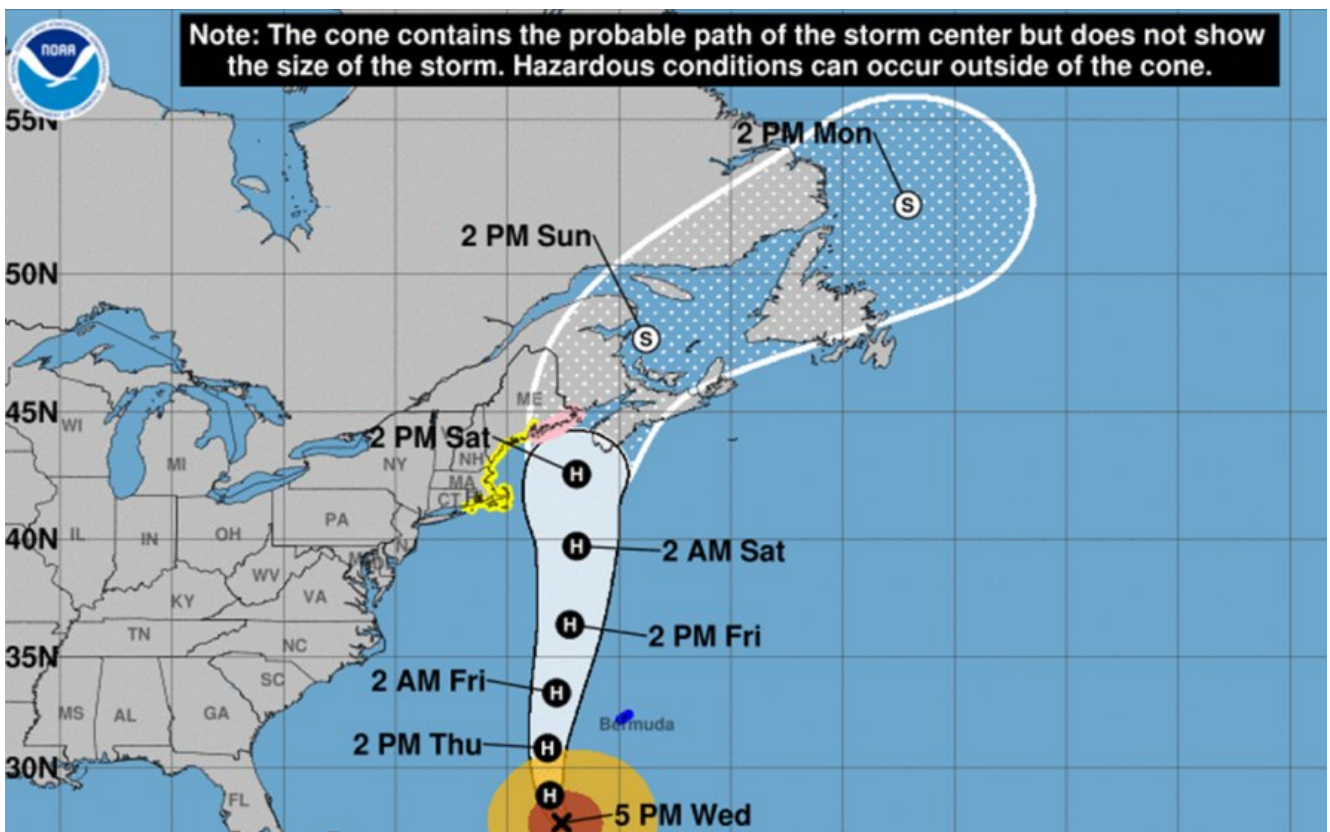 Note: The cone contains the probable path of the storm center but does not show
the size of the storm. Hazardous conditions can occur outside of the cone.
NOAA
55N
2 PM Mon
S
2 PM Sun
50N
S
ME
45N
WI
2 PM Sat
NH
MI
NY
H
MA
CT
PA
IL
IN
OH
40N
H
2 AM Sat
WV
KY
VA
H
2 PM Fri
TN
NC
35N
SC
2 AM Fri
H
MS
AL
GA
Bermuda
2 PM Thu
H
30N
FL
H
5 PM Wed